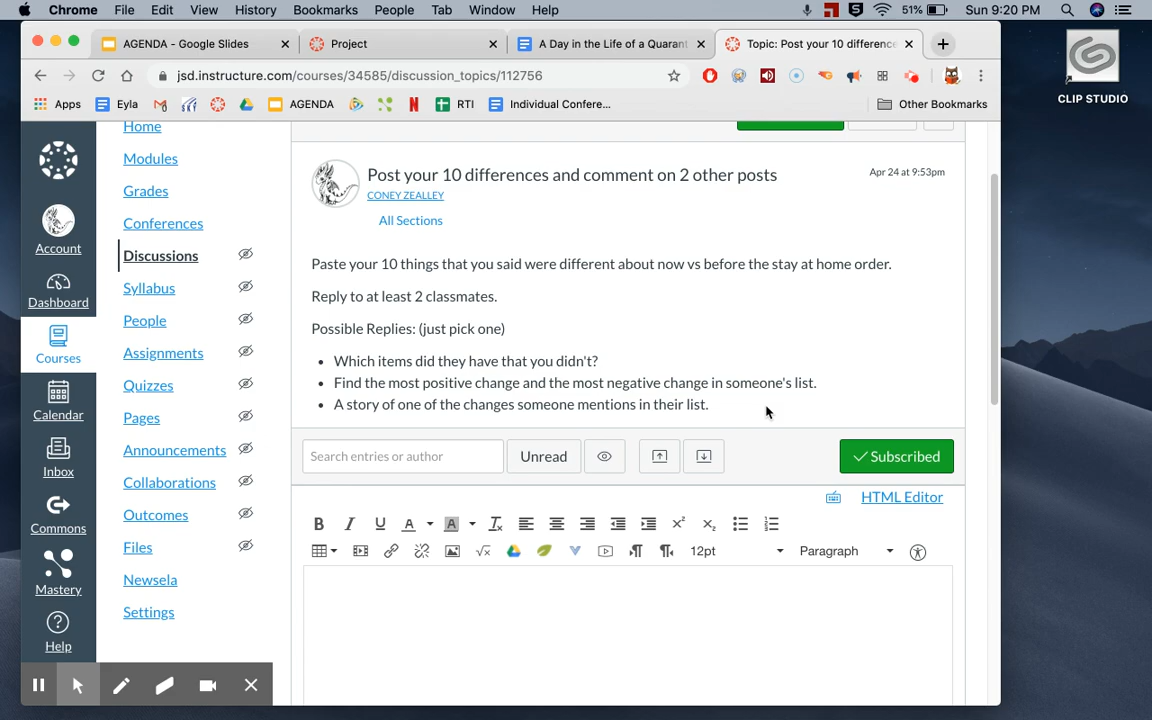 Chrome File Edit View History Bookmarks People Tab Window Help 51% Sun 9:20 PM
AGENDA - Google Slides Project A Day in the Life of a Quarant Topic: Post your 10 difference
jsd.instructure.com/courses/34585/discussion_topics/112756
Apps Eyla AGENDA RTI Individual Confere... Other Bookmarks
CLIP STUDIO
Account
Dashboard
Courses
Calendar
Inbox
Commons
Mastery
Help
Home
Modules
Grades
Conferences
Discussions
Syllabus
People
Assignments
Quizzes
Pages
Announcements
Collaborations
Outcomes
Files
Newsela
Settings
Post your 10 differences and comment on 2 other posts
Apr 24 at 9:53pm
CONEY ZEALLEY
All Sections
Paste your 10 things that you said were different about now vs before the stay at home order.
Reply to at least 2 classmates.
Possible Replies: (just pick one)
• Which items did they have that you didn't?
• Find the most positive change and the most negative change in someone's list.
• A story of one of the changes someone mentions in their list.
Search entries or author Unread Subscribed
HTML Editor
B I U A A Tx x² x₂
√x 12pt Paragraph